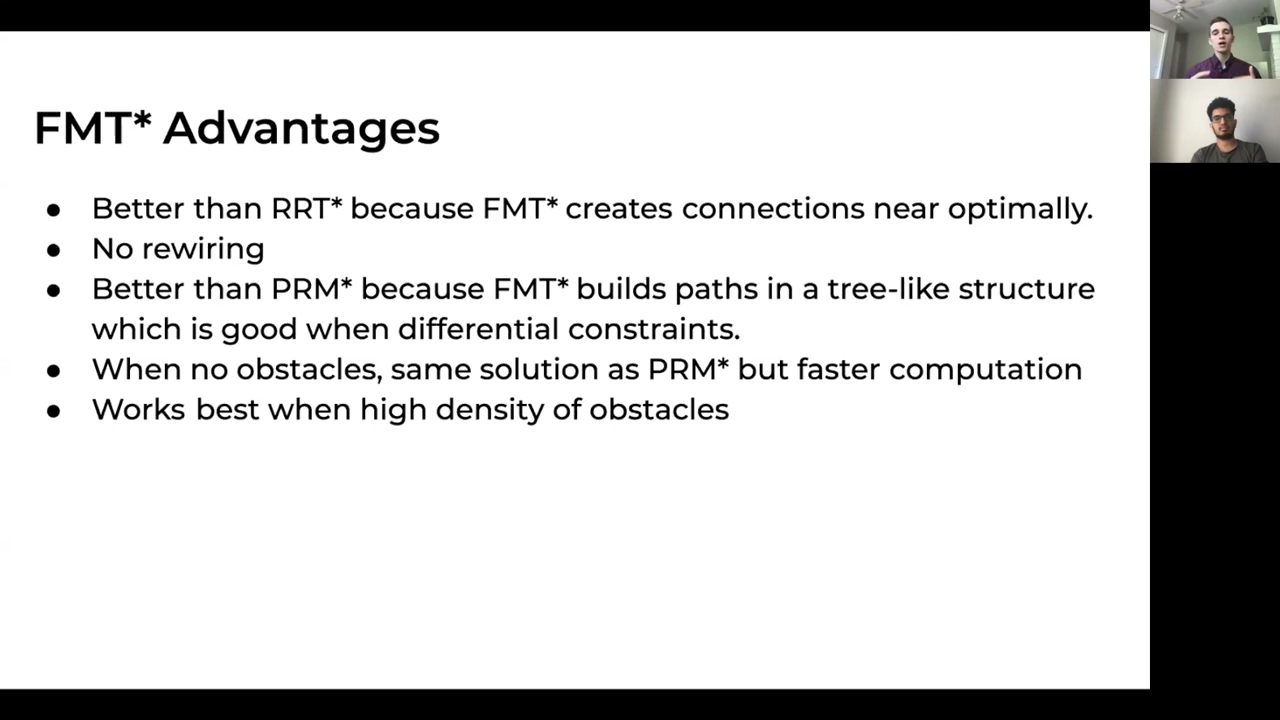 FMT* Advantages
● Better than RRT* because FMT* creates connections near optimally.
● No rewiring
● Better than PRM* because FMT* builds paths in a tree-like structure
which is good when differential constraints.
● When no obstacles, same solution as PRM* but faster computation
● Works best when high density of obstacles